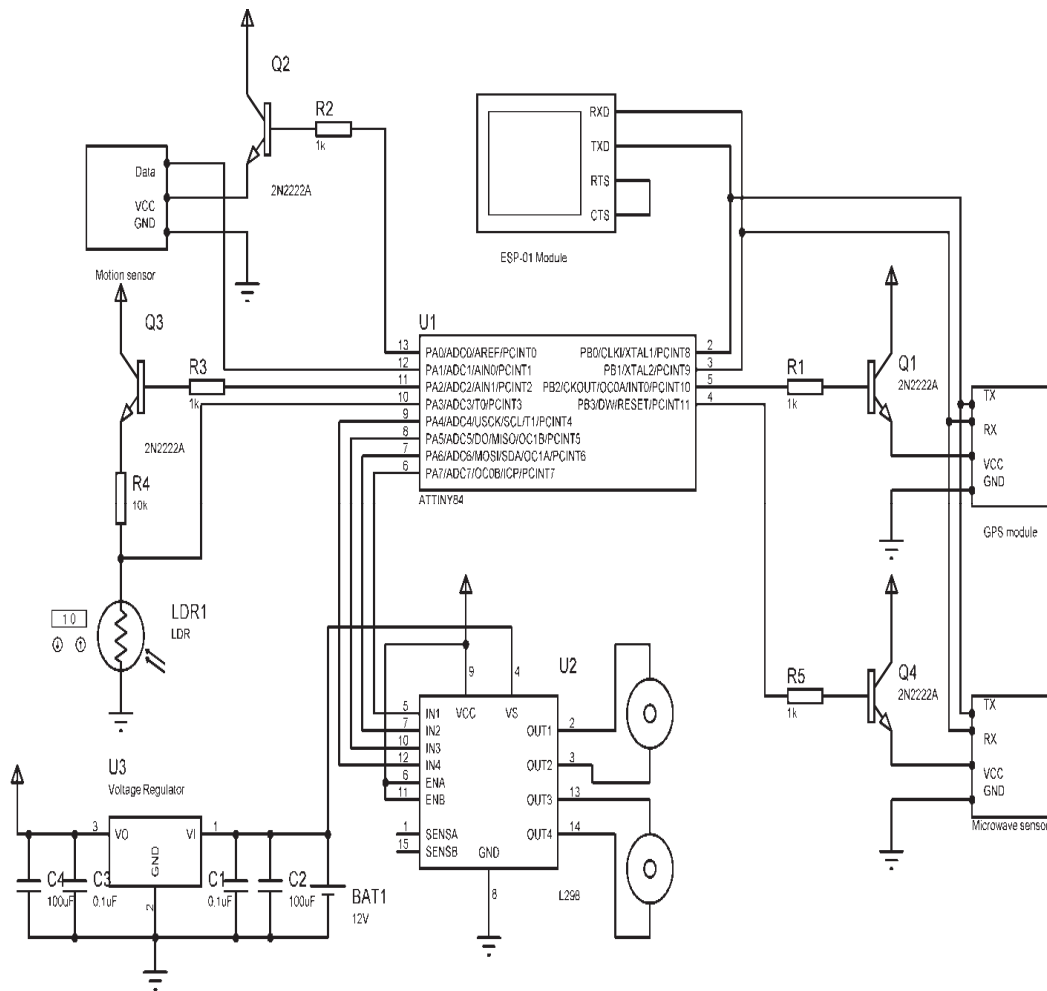 Q2
R2
1k
2N2222A
Data
VCC
GND
Motion sensor
RXD
TXD
RTS
CTS
ESP-01 Module
Q3
R3
1k
2N2222A
R4
10k
LDR1
LDR
1.0
U1
13 PA0/ADC0/AREF/PCINT0
12 PA1/ADC1/AIN0/PCINT1
11 PA2/ADC2/AIN1/PCINT2
10 PA3/ADC3/T0/PCINT3
9 PA4/ADC4/USCK/SCL/T1/PCINT4
8 PA5/ADC5/DO/MISO/OC1B/PCINT5
7 PA6/ADC6/MOSI/SDA/OC1A/PCINT6
6 PA7/ADC7/OC0B/ICP/PCINT7
PB0/CLKI/XTAL1/PCINT8 2
PB1/XTAL2/PCINT9 3
PB2/CKOUT/OC0A/INT0/PCINT10 5
PB3/DW/RESET/PCINT11 4
ATTINY84
R1
1k
Q1
2N2222A
TX
RX
VCC
GND
GPS module
R5
1k
Q4
2N2222A
TX
RX
VCC
GND
Microwave sensor
U2
9
4
VCC
VS
5 IN1
7 IN2
10 IN3
12 IN4
6 ENA
11 ENB
1 SENSA
15 SENSB
OUT1 2
OUT2 3
OUT3 13
OUT4 14
GND
8
L298
U3
Voltage Regulator
3 VO
VI 1
GND
2
C4
100uF
C3
0.1uF
C1
0.1uF
C2
100uF
BAT1
12V